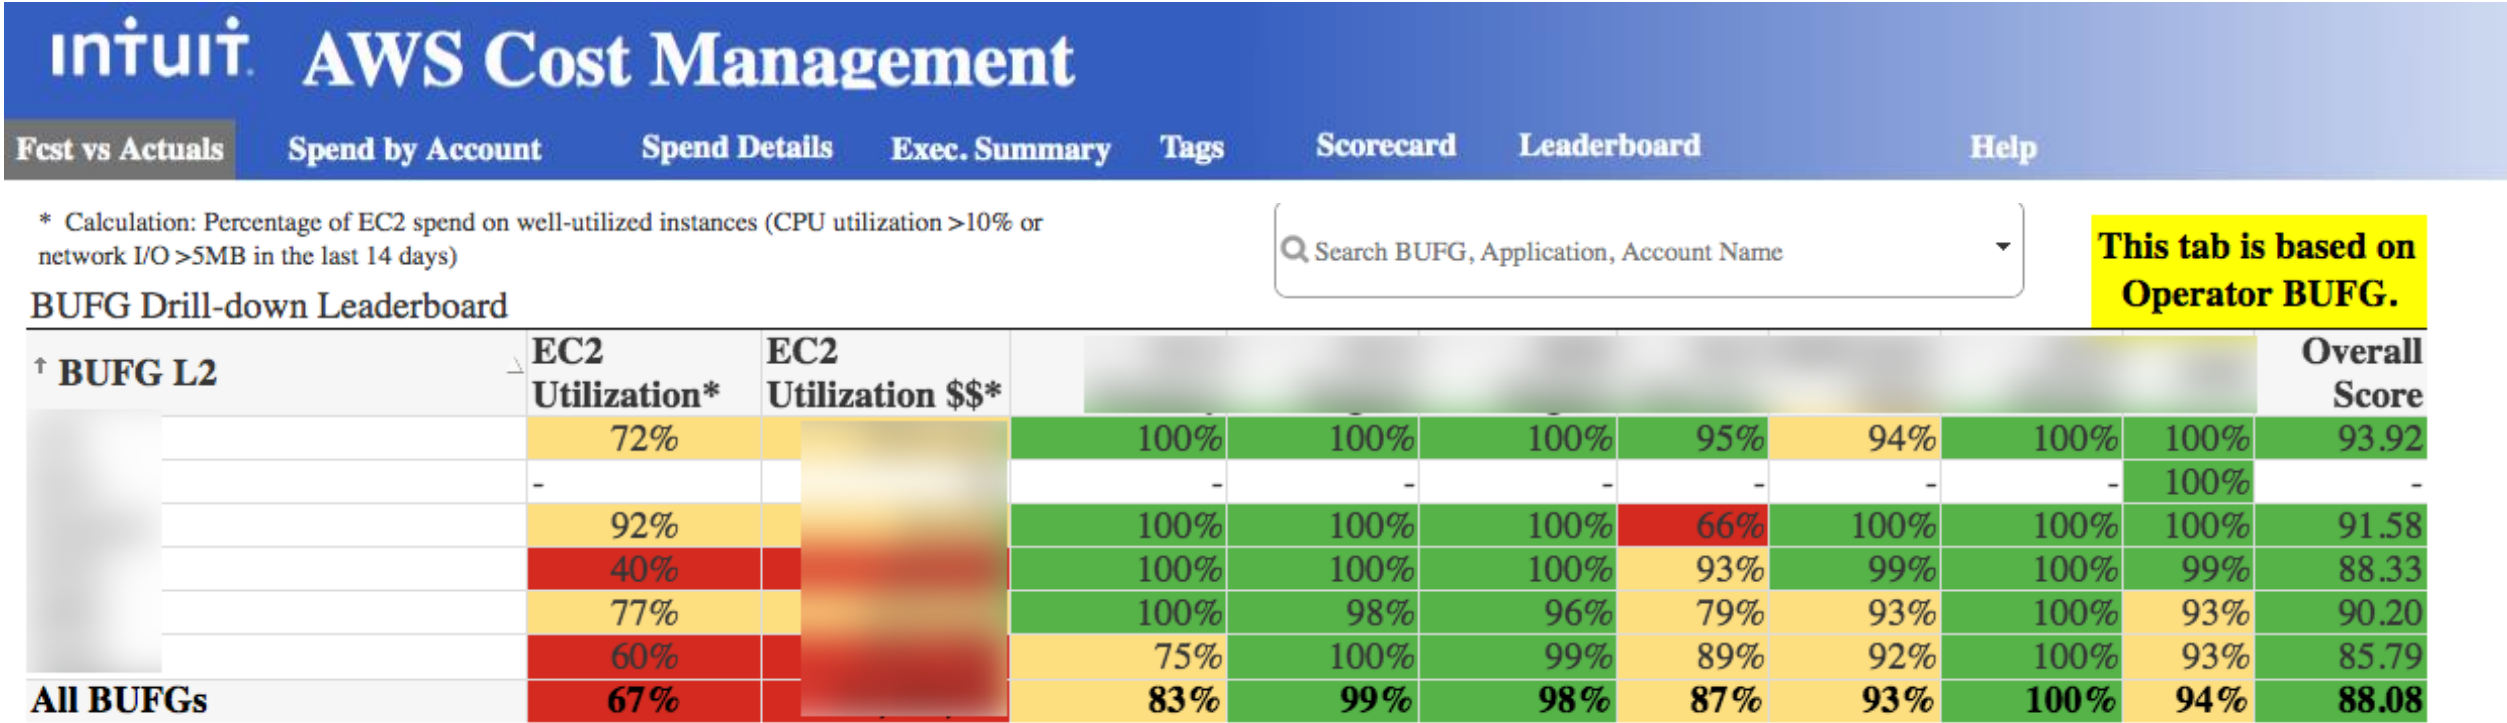 ıntuıt. AWS Cost Management
Fcst vs Actuals Spend by Account Spend Details Exec. Summary Tags Scorecard Leaderboard Help
* Calculation: Percentage of EC2 spend on well-utilized instances (CPU utilization >10% or
network I/O >5MB in the last 14 days)
Search BUFG, Application, Account Name
This tab is based on
Operator BUFG.
BUFG Drill-down Leaderboard
BUFG L2 EC2 Utilization* EC2 Utilization $$* Overall Score
72% 100% 100% 100% 95% 94% 100% 100% 93.92
- - - - - - - 100% -
92% 100% 100% 100% 66% 100% 100% 100% 91.58
40% 100% 100% 100% 93% 99% 100% 99% 88.33
77% 100% 98% 96% 79% 93% 100% 93% 90.20
60% 75% 100% 99% 89% 92% 100% 93% 85.79
All BUFGs 67% 83% 99% 98% 87% 93% 100% 94% 88.08